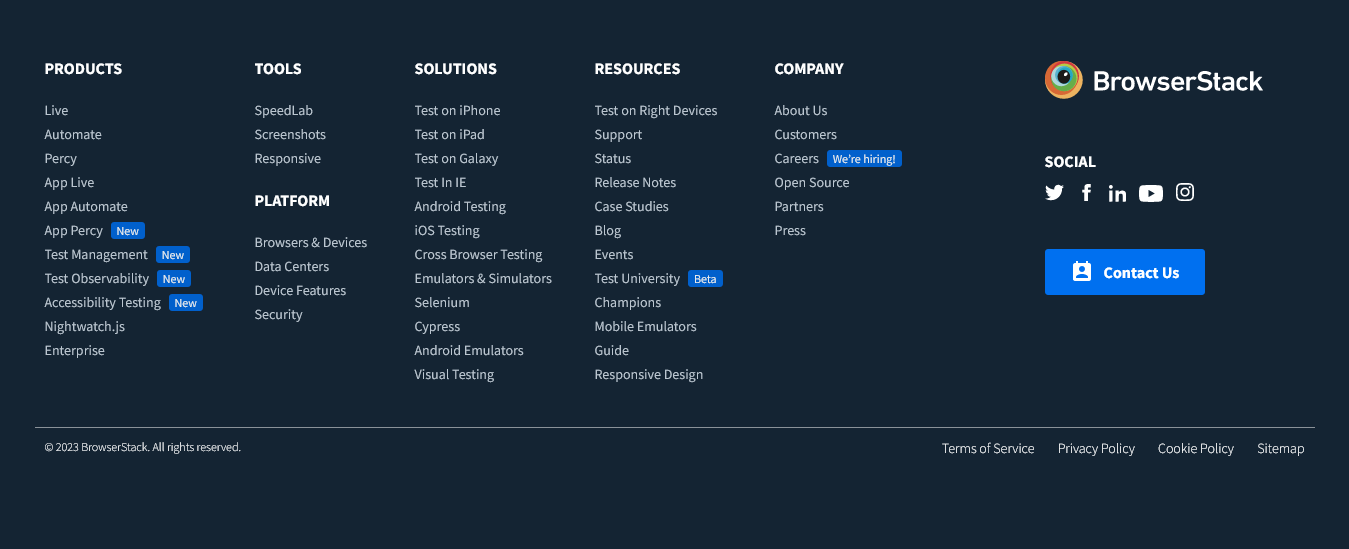 PRODUCTS
Live
Automate
Percy
App Live
App Automate
App Percy New
Test Management New
Test Observability New
Accessibility Testing New
Nightwatch.js
Enterprise
TOOLS
SpeedLab
Screenshots
Responsive
PLATFORM
Browsers & Devices
Data Centers
Device Features
Security
SOLUTIONS
Test on iPhone
Test on iPad
Test on Galaxy
Test In IE
Android Testing
iOS Testing
Cross Browser Testing
Emulators & Simulators
Selenium
Cypress
Android Emulators
Visual Testing
RESOURCES
Test on Right Devices
Support
Status
Release Notes
Case Studies
Blog
Events
Test University Beta
Champions
Mobile Emulators
Guide
Responsive Design
COMPANY
About Us
Customers
Careers We're hiring!
Open Source
Partners
Press
BrowserStack
SOCIAL
Contact Us
© 2023 BrowserStack. All rights reserved.
Terms of Service Privacy Policy Cookie Policy Sitemap